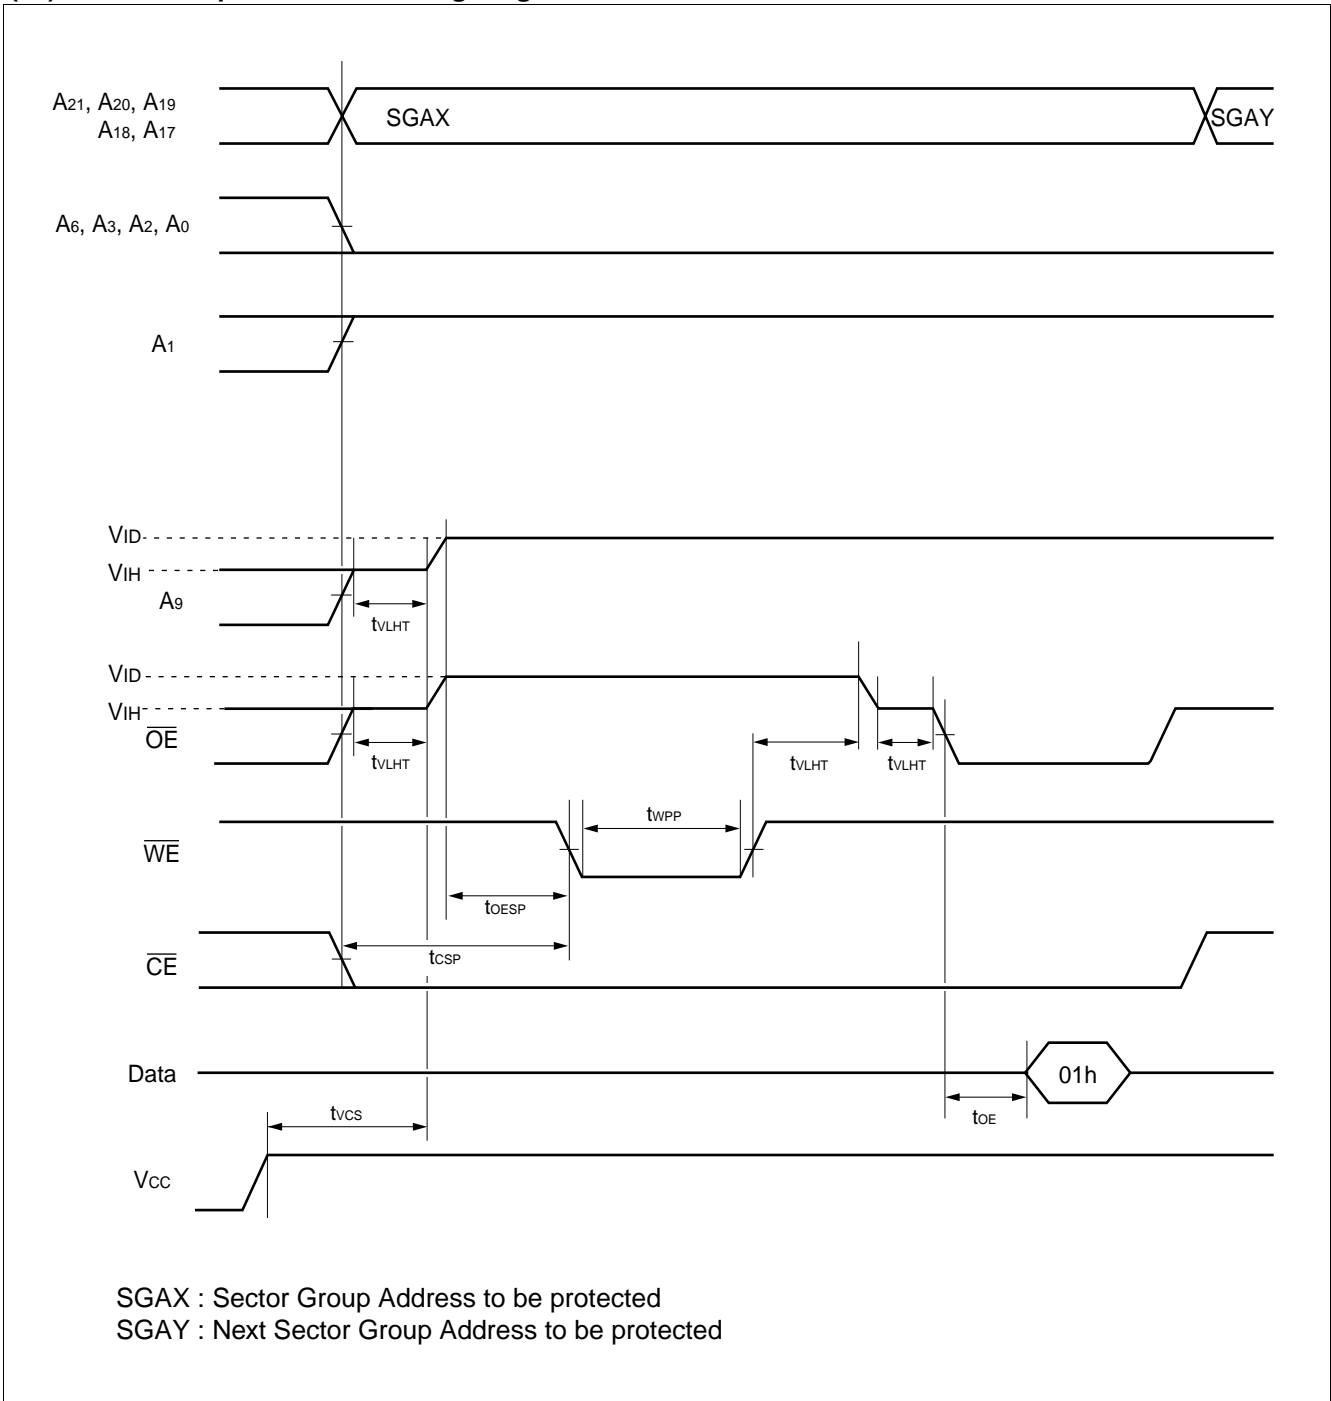 A21, A20, A19
A18, A17
SGAX
SGAY
A6, A3, A2, A0
A1
VID
VIH
A9
tVLHT
VID
VIH
OE
tVLHT
tVLHT
tVLHT
tWPP
WE
tOESP
tCSP
CE
Data
01h
tOE
tVCS
VCC
SGAX : Sector Group Address to be protected
SGAY : Next Sector Group Address to be protected